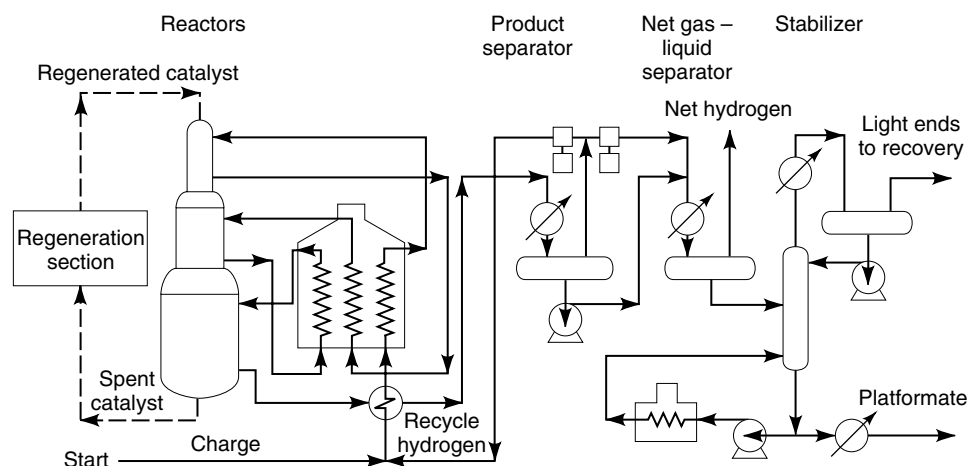 Reactors
Product
separator
Net gas –
liquid
separator
Stabilizer
Regenerated catalyst
Net hydrogen
Light ends
to recovery
Regeneration
section
Spent
catalyst
Recycle
hydrogen
Platformate
Charge
Start